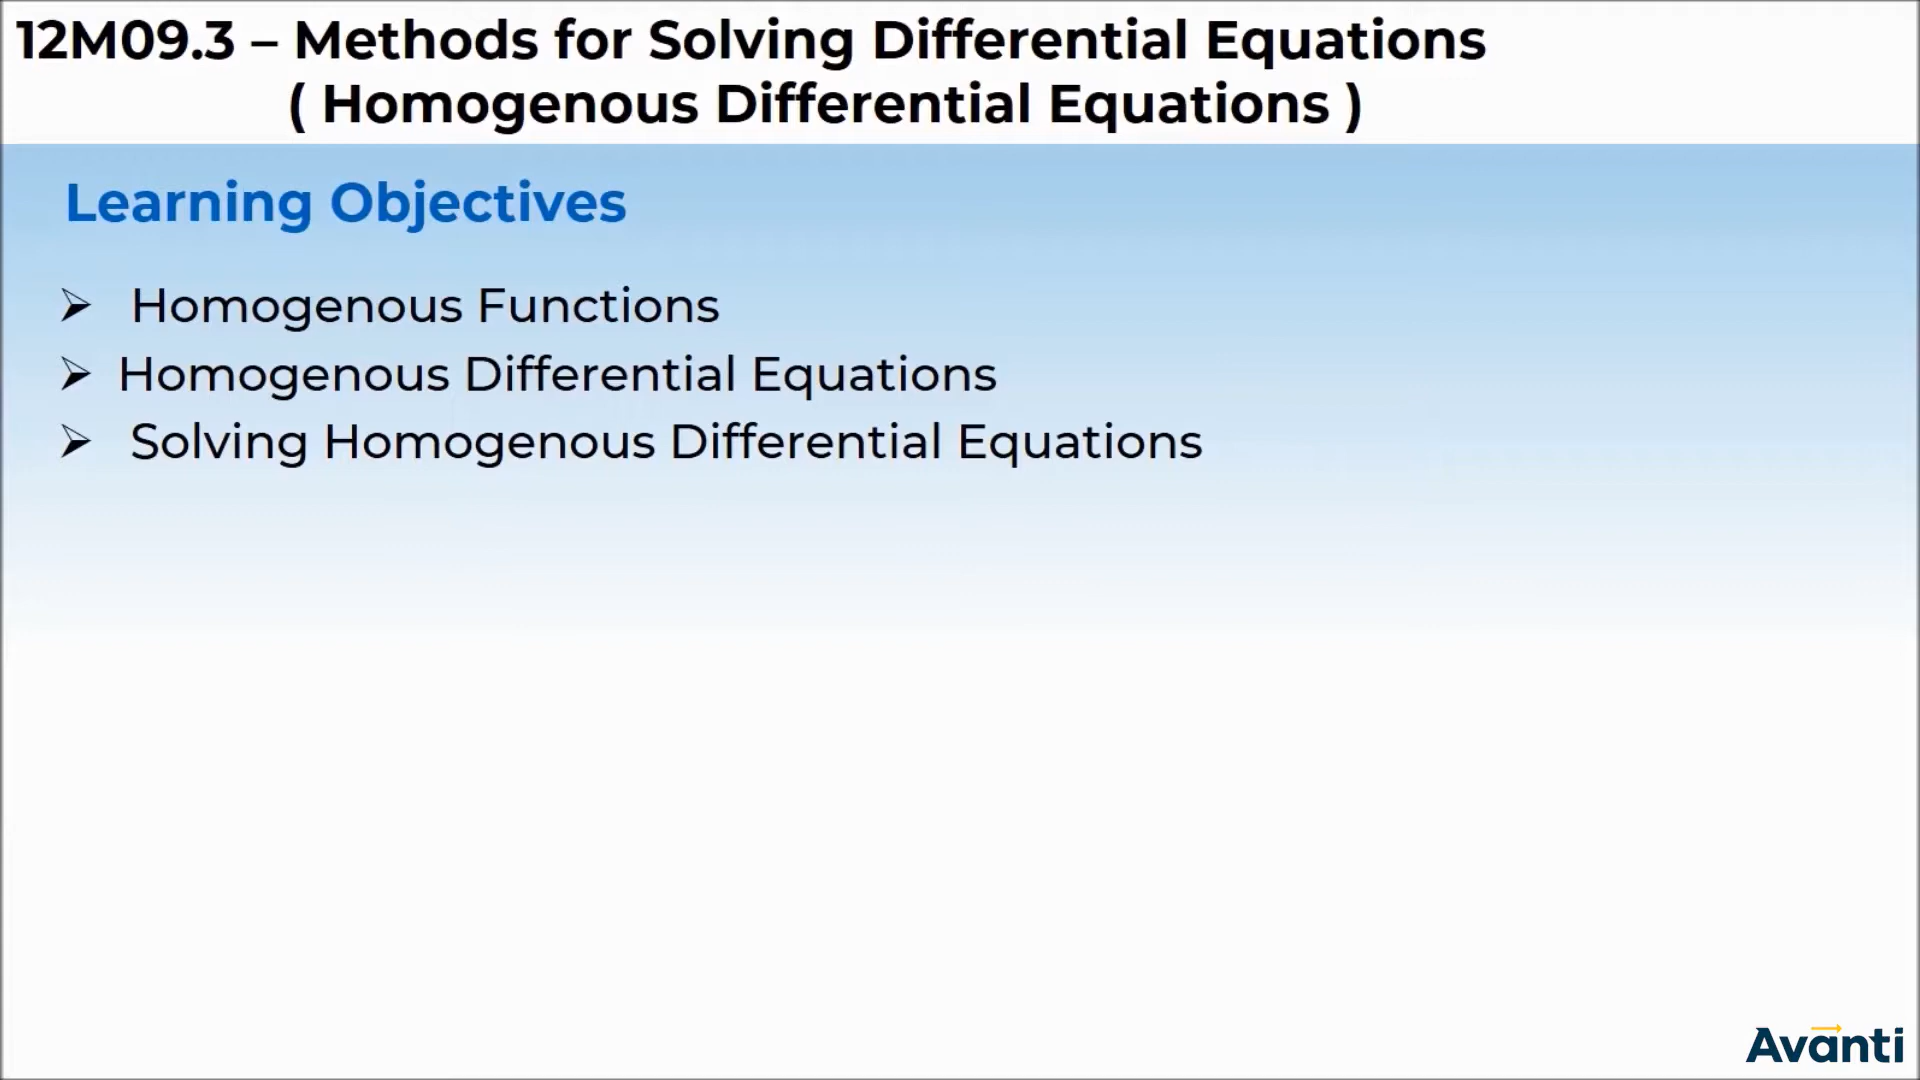 12M09.3 – Methods for Solving Differential Equations
( Homogenous Differential Equations )
Learning Objectives
➢ Homogenous Functions
➢ Homogenous Differential Equations
➢ Solving Homogenous Differential Equations
Avanti